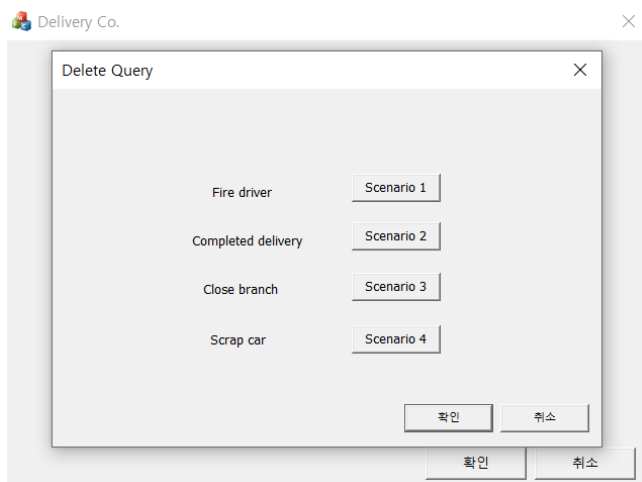 Delivery Co.
Delete Query
Fire driver Scenario 1
Completed delivery Scenario 2
Close branch Scenario 3
Scrap car Scenario 4
확인 취소
확인 취소